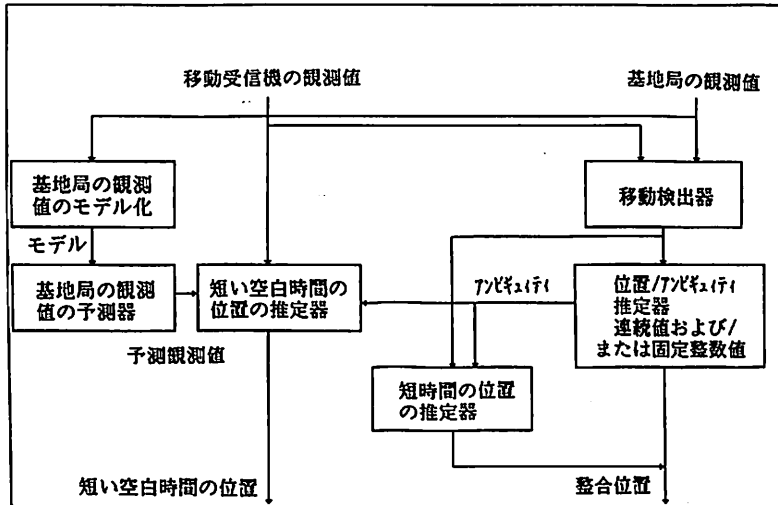 移動受信機の観測値
基地局の観測値
基地局の観測
値のモデル化
移動検出器
モデル
基地局の観測
値の予測器
短い空白時間の
位置の推定器
アンビギュイティ
位置/アンビギュイティ
推定器
連続値および/
または固定整数値
予測観測値
短時間の位置
の推定器
短い空白時間の位置
整合位置